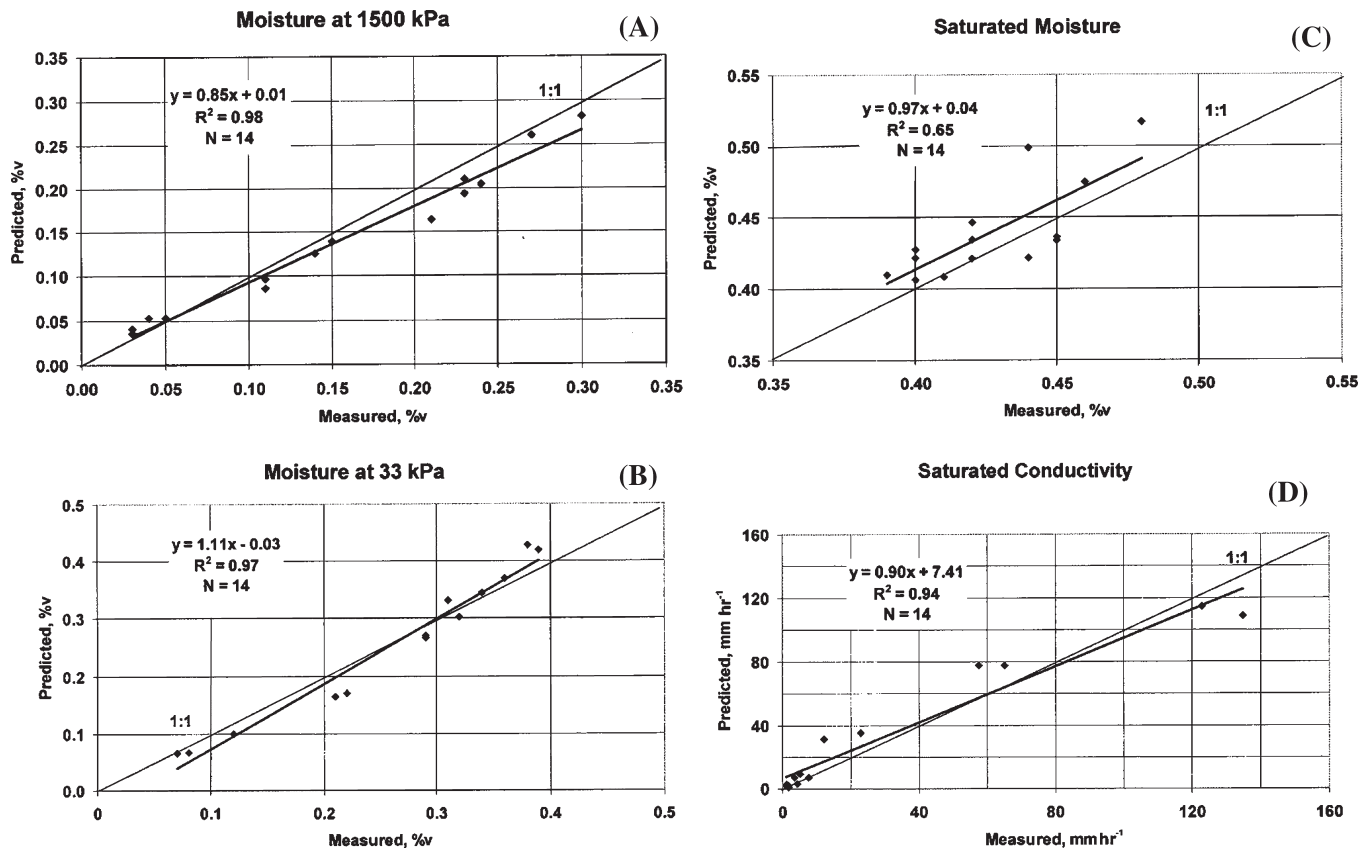 Moisture at 1500 kPa
(A)
0.35
0.30
0.25
0.20
0.15
0.10
0.05
0.00
Predicted, %v
y = 0.85x + 0.01
R² = 0.98
N = 14
1:1
0.00 0.05 0.10 0.15 0.20 0.25 0.30 0.35
Measured, %v
Saturated Moisture
(C)
0.55
0.50
0.45
0.40
0.35
Predicted, %v
y = 0.97x + 0.04
R² = 0.65
N = 14
1:1
0.35 0.40 0.45 0.50 0.55
Measured, %v
Moisture at 33 kPa
(B)
0.5
0.4
0.3
0.2
0.1
0.0
Predicted, %v
y = 1.11x - 0.03
R² = 0.97
N = 14
1:1
0 0.1 0.2 0.3 0.4 0.5
Measured, %v
Saturated Conductivity
(D)
160
120
80
40
0
Predicted, mm hr⁻¹
y = 0.90x + 7.41
R² = 0.94
N = 14
1:1
0 40 80 120 160
Measured, mm hr⁻¹